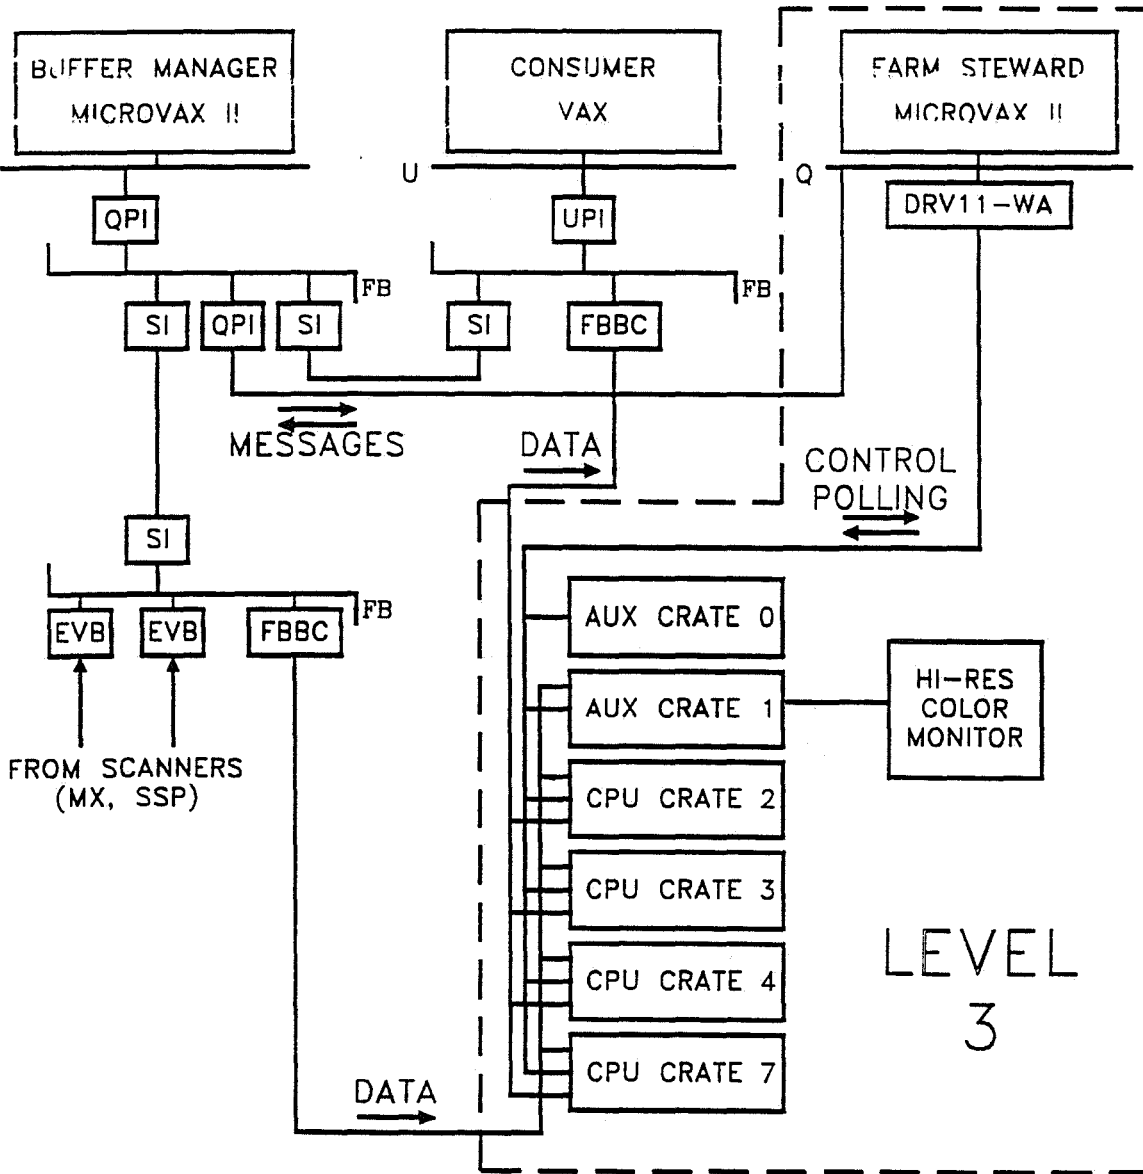 BUFFER MANAGER
MICROVAX II
CONSUMER
VAX
FARM STEWARD
MICROVAX II
U
Q
QPI
UPI
DRV11-WA
FB
FB
SI
QPI
SI
SI
FBBC
MESSAGES
DATA
CONTROL
POLLING
SI
FB
EVB
EVB
FBBC
AUX CRATE 0
AUX CRATE 1
HI-RES
COLOR
MONITOR
FROM SCANNERS
(MX, SSP)
CPU CRATE 2
CPU CRATE 3
CPU CRATE 4
CPU CRATE 7
LEVEL
3
DATA